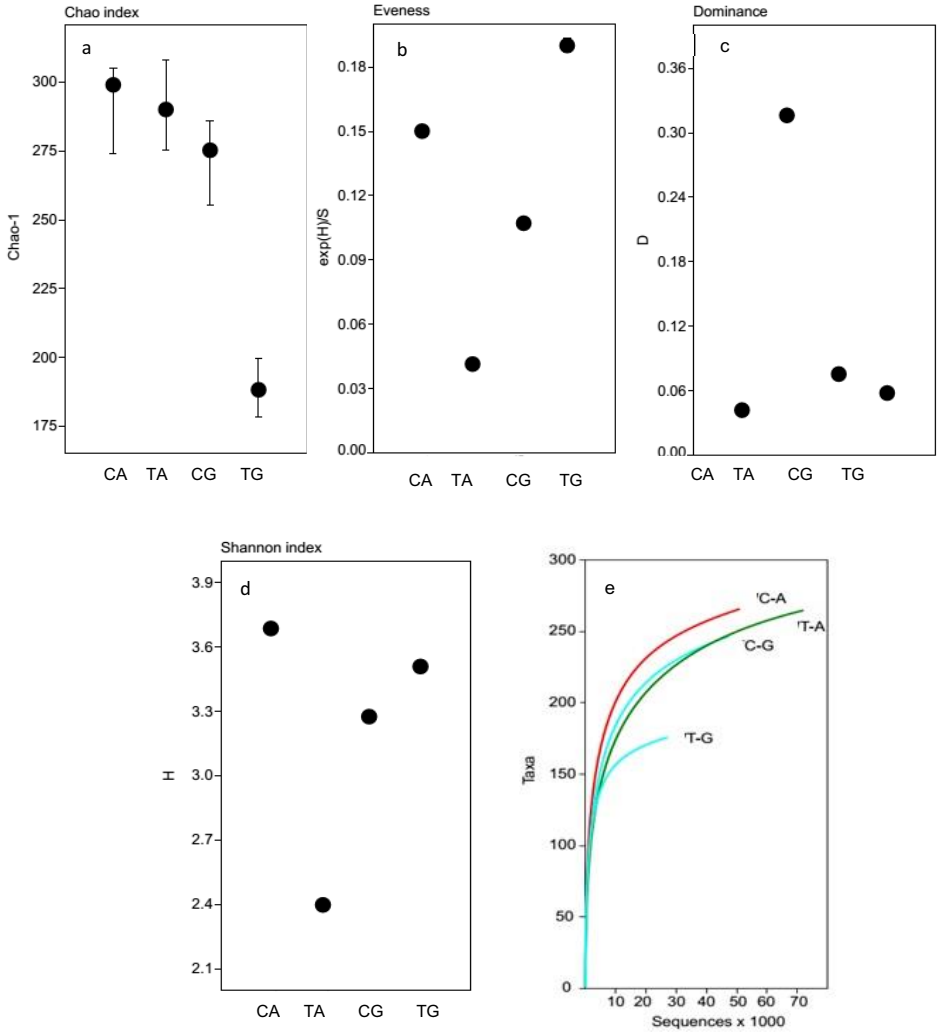 Chao index
a
300
275
250
225
200
175
Chao-1
CA TA CG TG
Eveness
b
0.18
0.15
0.12
0.09
0.06
0.03
0.00
exp(H)/S
CA TA CG TG
Dominance
c
0.36
0.30
0.24
0.18
0.12
0.06
0.00
D
CA TA CG TG
Shannon index
d
3.9
3.6
3.3
3.0
2.7
2.4
2.1
H
CA TA CG TG
e
300
250
200
150
100
50
0
Taxa
'C-A
'T-A
'C-G
'T-G
10 20 30 40 50 60 70
Sequences x 1000